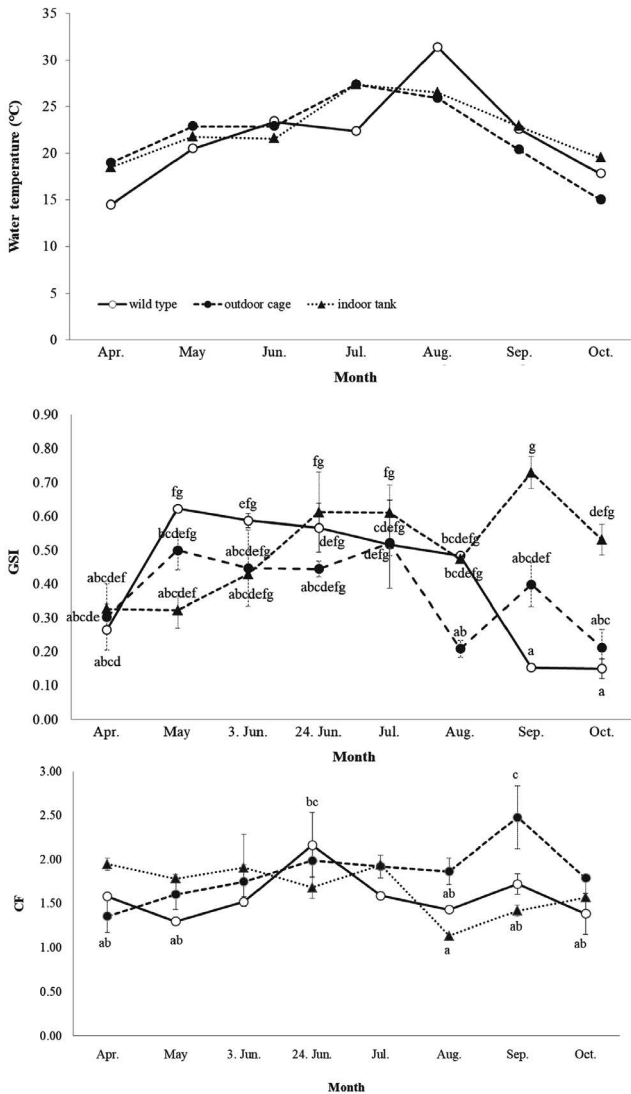 35
30
25
20
15
10
5
0
Water temperature (°C)
wild type outdoor cage indoor tank
Apr. May Jun. Jul. Aug. Sep. Oct.
Month
0.90
0.80
0.70
0.60
0.50
0.40
0.30
0.20
0.10
0.00
GSI
abcdef
abcde
abcd
fg
bcdefg
abcdef
efg
abcdefg
abcdefg
fg
defg
abcdefg
fg
cdefg
defg
bcdefg
bcdefg
ab
g
abcdef
a
defg
abc
a
Apr. May 3. Jun. 24. Jun. Jul. Aug. Sep. Oct.
Month
3.00
2.50
2.00
1.50
1.00
0.50
0.00
CF
ab
ab
bc
ab
a
c
ab
ab
Apr. May 3. Jun. 24. Jun. Jul. Aug. Sep. Oct.
Month